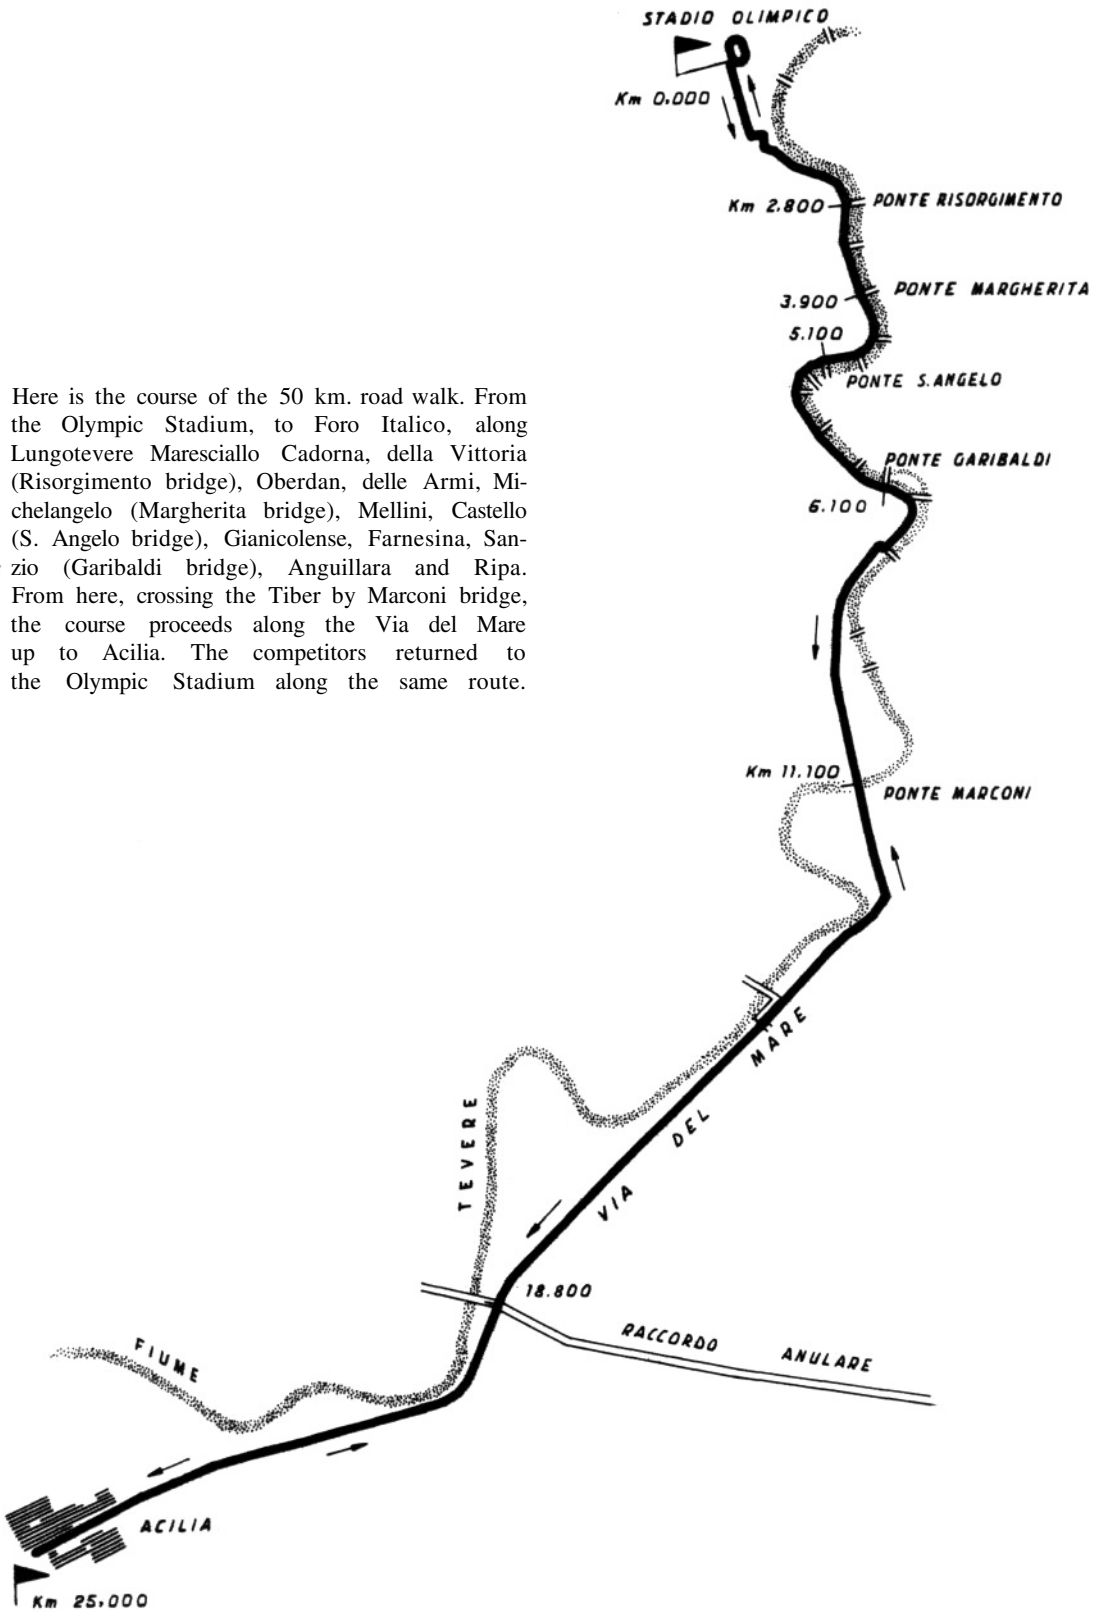 STADIO OLIMPICO
Km 0.000
Km 2.800
PONTE RISORGIMENTO
3.900
PONTE MARGHERITA
5.100
PONTE S.ANGELO
Here is the course of the 50 km. road walk. From
the Olympic Stadium, to Foro Italico, along
Lungotevere Maresciallo Cadorna, della Vittoria
(Risorgimento bridge), Oberdan, delle Armi, Mi-
chelangelo (Margherita bridge), Mellini, Castello
(S. Angelo bridge), Gianicolense, Farnesina, San-
zio (Garibaldi bridge), Anguillara and Ripa.
From here, crossing the Tiber by Marconi bridge,
the course proceeds along the Via del Mare
up to Acilia. The competitors returned to
the Olympic Stadium along the same route.
PONTE GARIBALDI
6.100
Km 11.100
PONTE MARCONI
VIA DEL MARE
FIUME TEVERE
18.800
RACCORDO ANULARE
ACILIA
Km 25,000